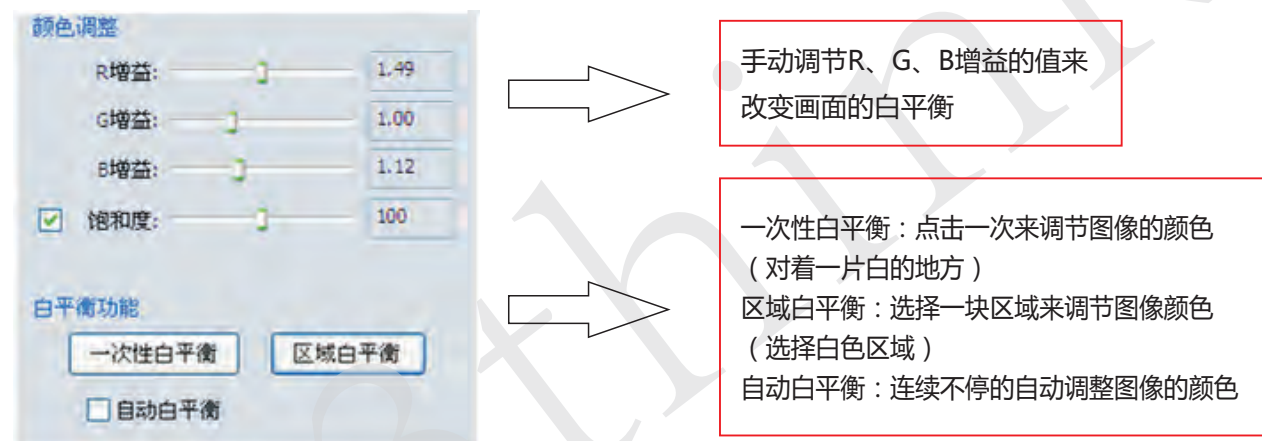 颜色调整
R增益: 1.49
G增益: 1.00
B增益: 1.12
饱和度: 100
白平衡功能
一次性白平衡 区域白平衡
自动白平衡
手动调节R、G、B增益的值来
改变画面的白平衡
一次性白平衡：点击一次来调节图像的颜色
（对着一片白的地方）
区域白平衡：选择一块区域来调节图像颜色
（选择白色区域）
自动白平衡：连续不停的自动调整图像的颜色